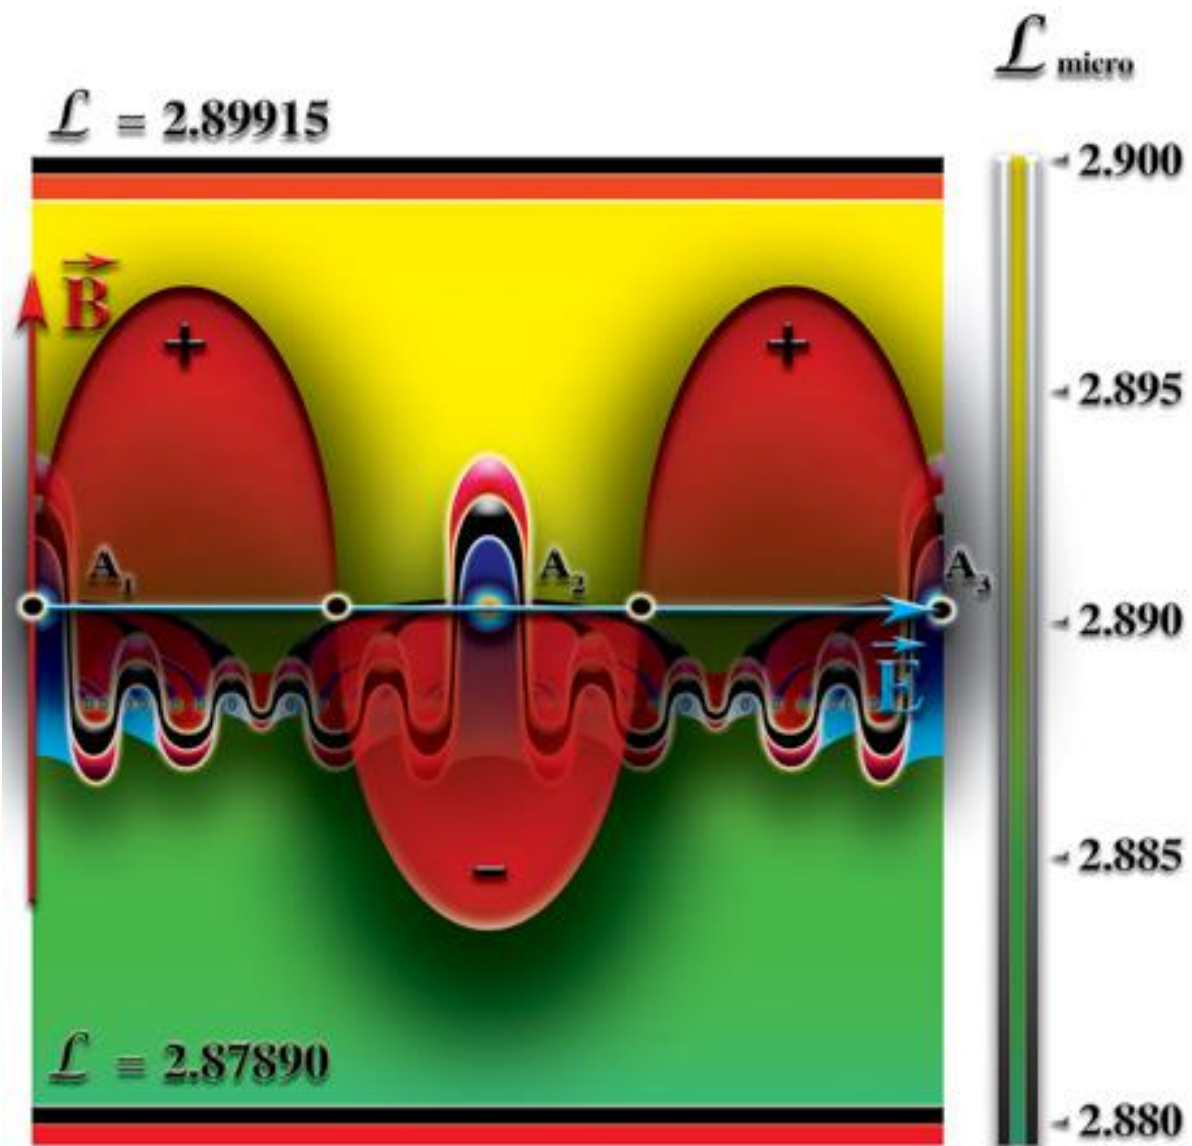 ℒ micro
ℒ = 2.89915
2.900
B
+ +
2.895
A1 A2 A3
2.890
E
2.885
−
ℒ = 2.87890
2.880